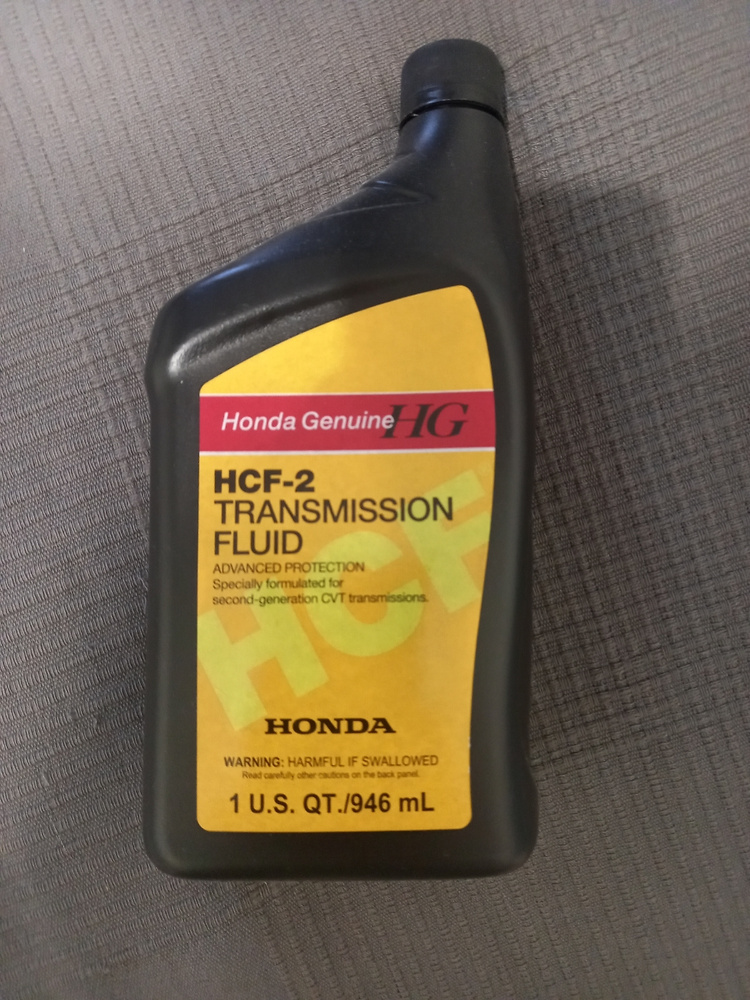 Honda Genuine HG
HCF-2
TRANSMISSION
FLUID
ADVANCED PROTECTION
Specially formulated for
second-generation CVT transmissions.
HCF
HONDA
WARNING: HARMFUL IF SWALLOWED
Read carefully other cautions on the back panel.
1 U.S. QT./946 mL